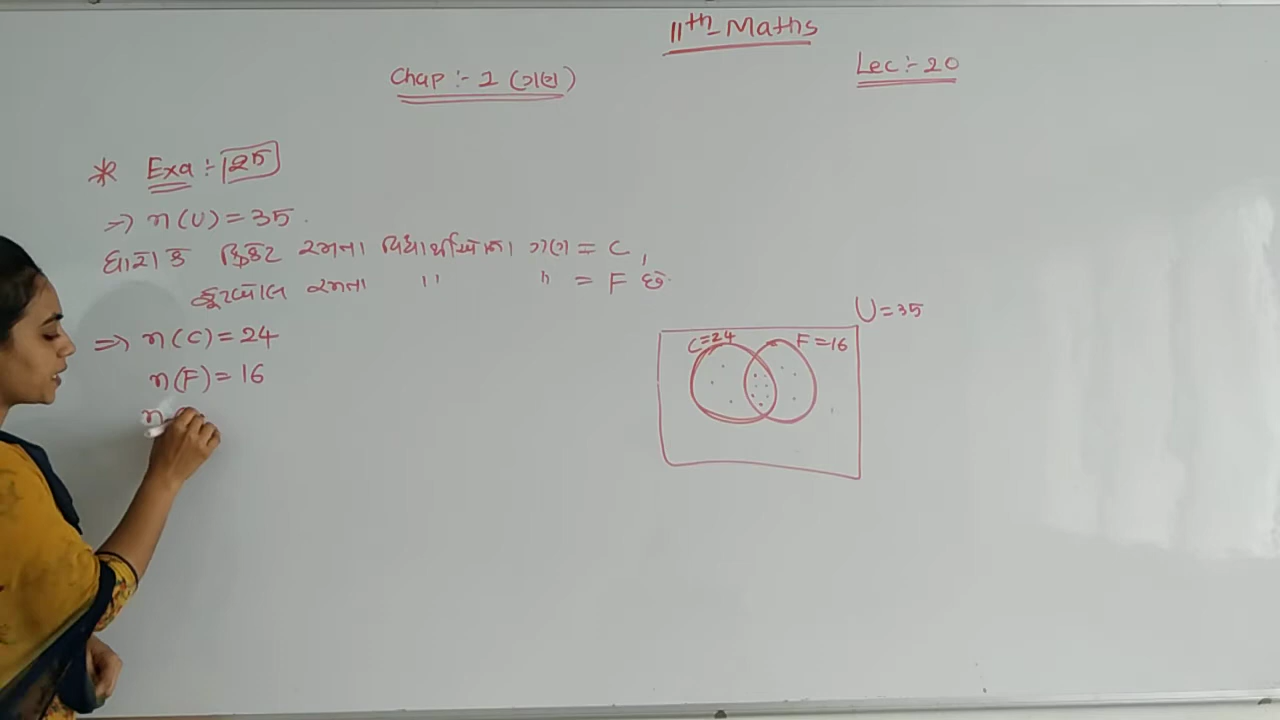 11th Maths
Chap :- 1 (ગણ)
Lec :- 20
* Exa :- 25
=> n(U) = 35.
ધારો કે ક્રિકેટ રમતા વિદ્યાર્થીઓના ગણ = C,
ફૂટબોલ રમતા " " = F છે.
=> n(C) = 24
n(F) = 16
n
U = 35
C = 24
F = 16